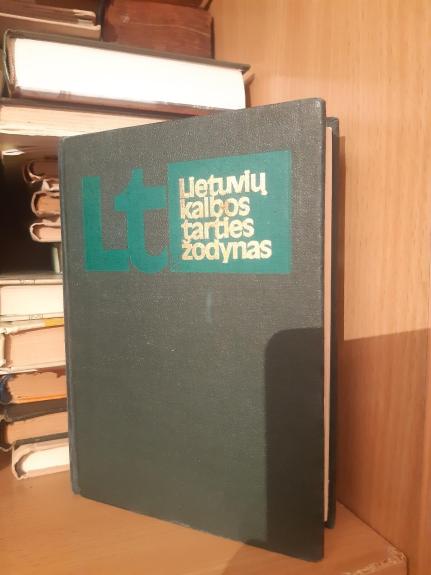 Lt
Lietuvių
kalbos
tarties
žodynas